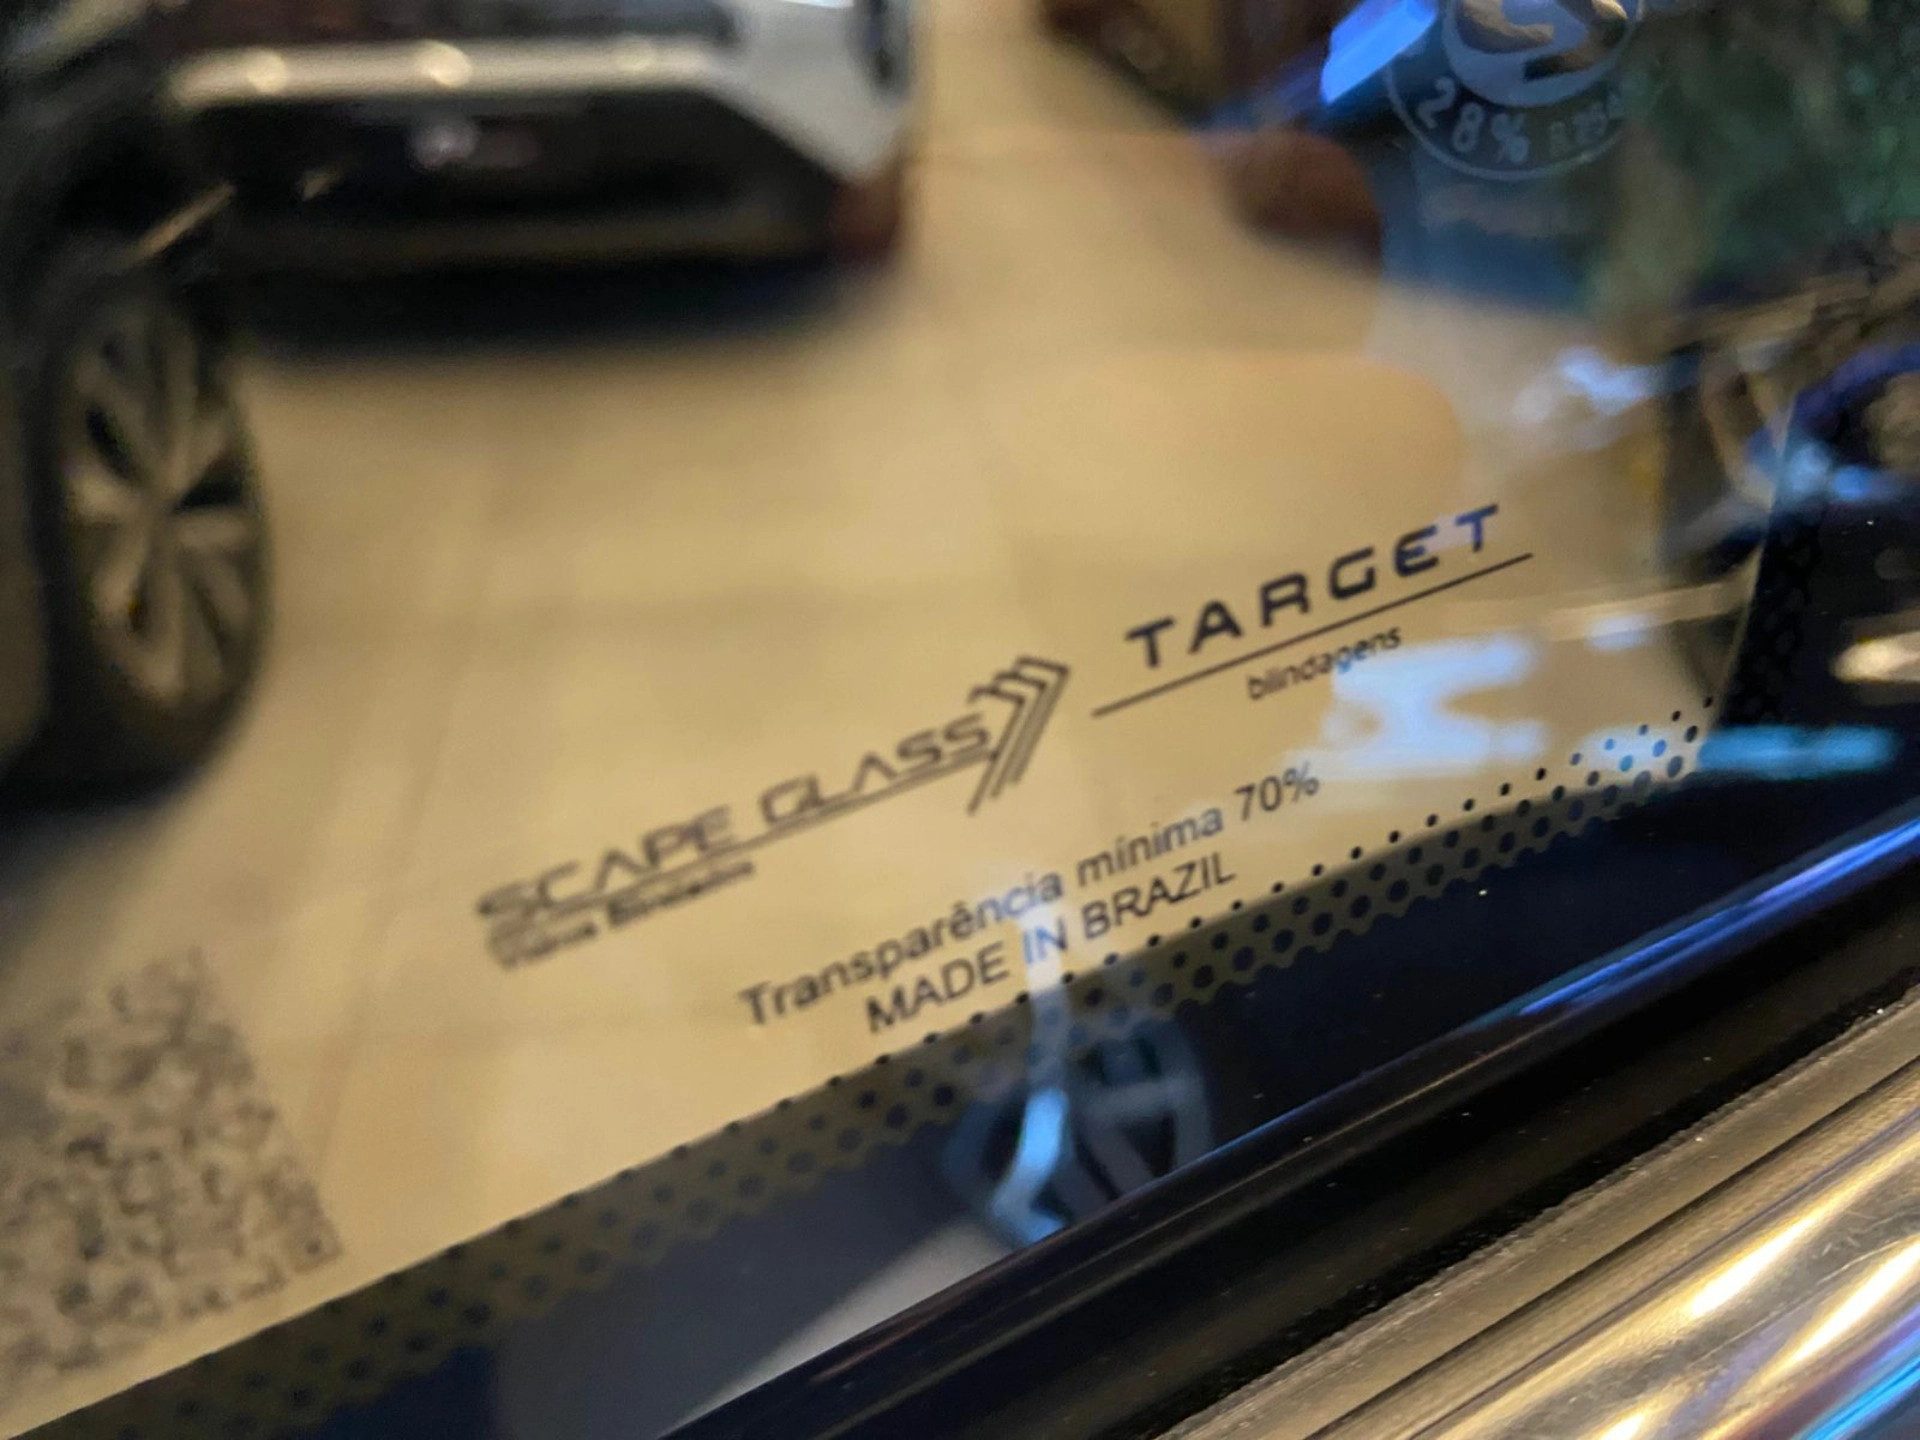 28%
TARGET
blindagens
SCAPE GLASS
Transparência mínima 70%
MADE IN BRAZIL